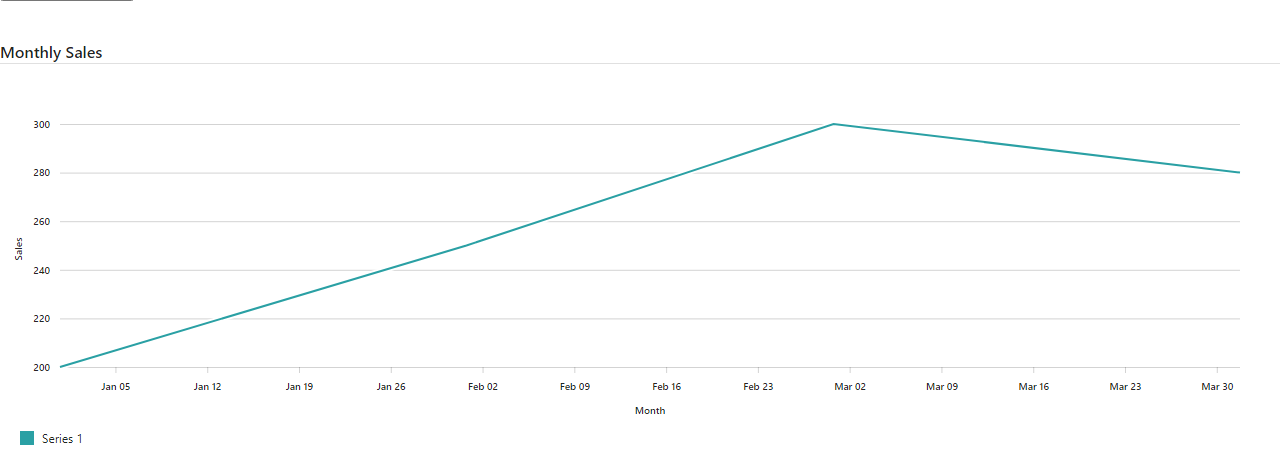 Monthly Sales
300
280
260
240
220
200
Sales
Jan 05 Jan 12 Jan 19 Jan 26 Feb 02 Feb 09 Feb 16 Feb 23 Mar 02 Mar 09 Mar 16 Mar 23 Mar 30
Month
Series 1